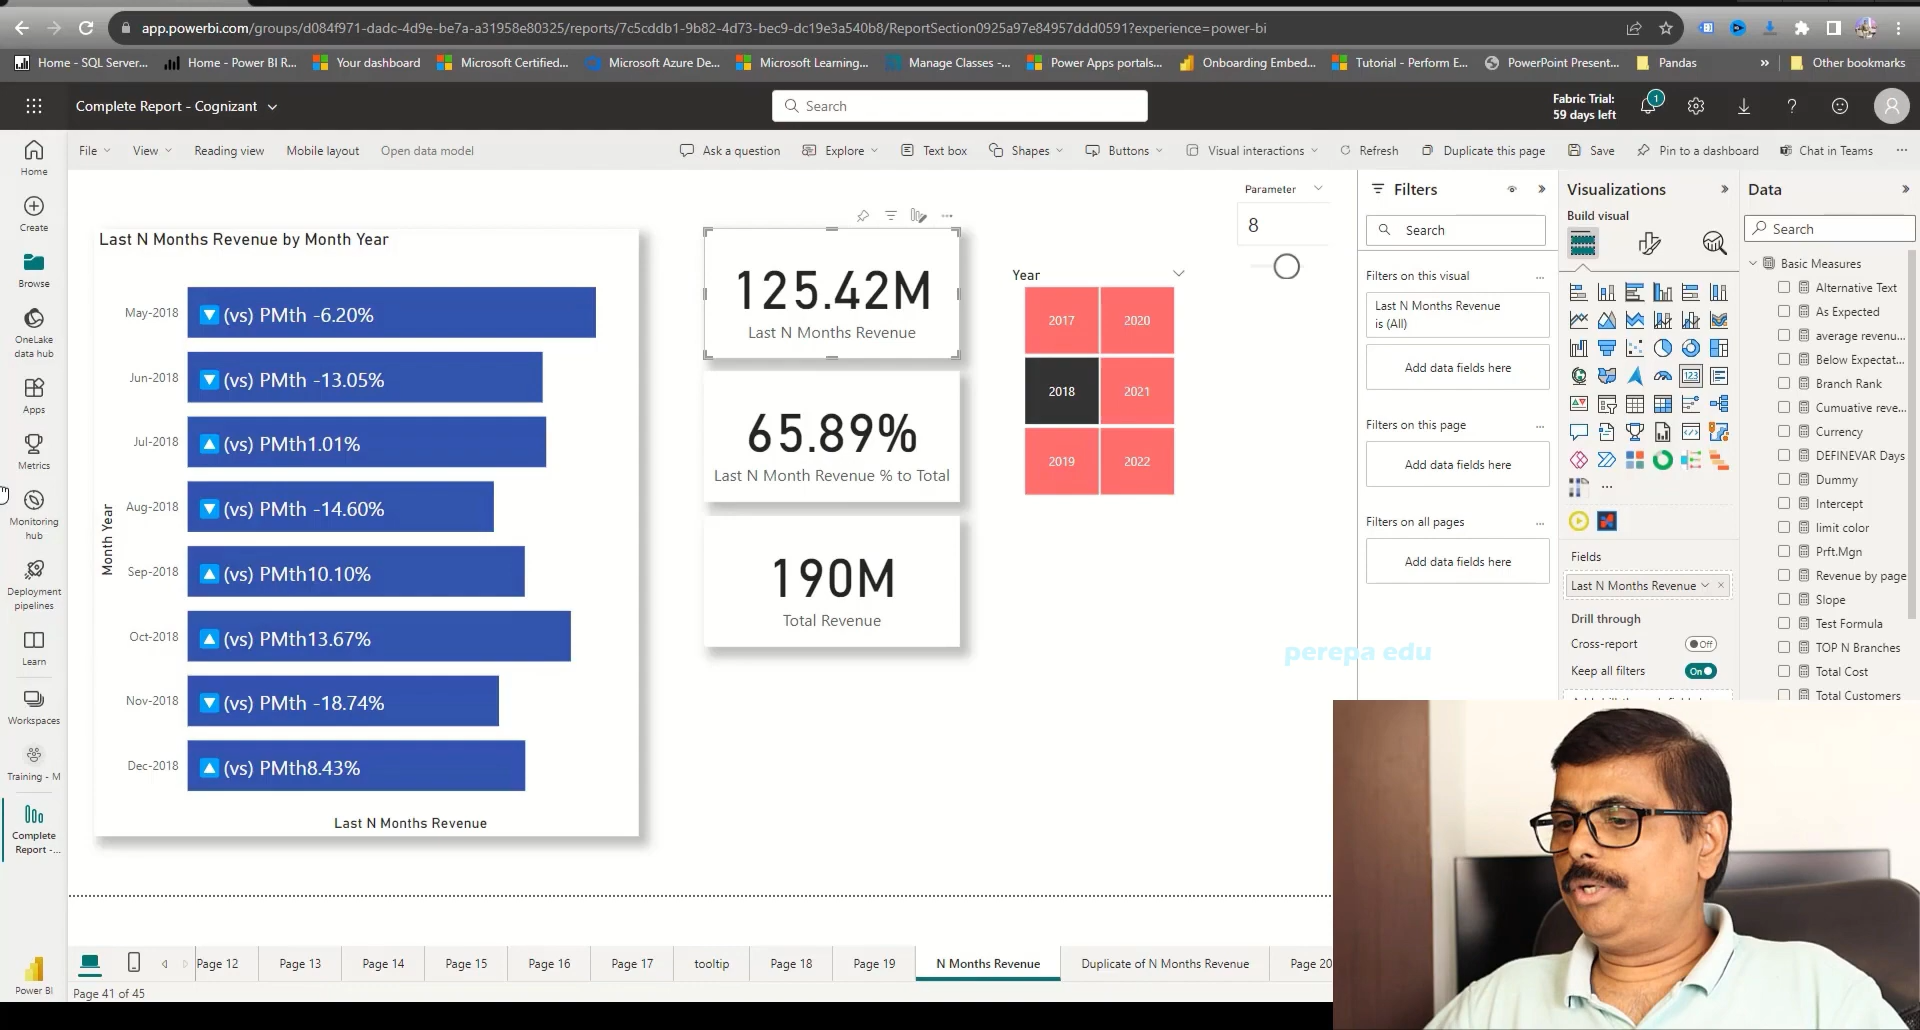 app.powerbi.com/groups/d084f971-dadc-4d9e-be7a-a31958e80325/reports/7c5cddb1-9b82-4d73-bec9-dc19e3a540b8/ReportSection0925a97e84957ddd0591?experience=power-bi
Home - SQL Server... Home - Power BI R... Your dashboard Microsoft Certified... Microsoft Azure De... Microsoft Learning... Manage Classes -... Power Apps portals... Onboarding Embed... Tutorial - Perform E... PowerPoint Present... Pandas » Other bookmarks
Complete Report - Cognizant
Search
Fabric Trial:
59 days left
1
File View Reading view Mobile layout Open data model Ask a question Explore Text box Shapes Buttons Visual interactions Refresh Duplicate this page Save Pin to a dashboard Chat in Teams ...
Home
Create
Browse
OneLake
data hub
Apps
Metrics
Monitoring
hub
Deployment
pipelines
Learn
Workspaces
Training - M
Complete
Report -...
Power BI
Last N Months Revenue by Month Year
Month Year
May-2018 (vs) PMth -6.20%
Jun-2018 (vs) PMth -13.05%
Jul-2018 (vs) PMth1.01%
Aug-2018 (vs) PMth -14.60%
Sep-2018 (vs) PMth10.10%
Oct-2018 (vs) PMth13.67%
Nov-2018 (vs) PMth -18.74%
Dec-2018 (vs) PMth8.43%
Last N Months Revenue
125.42M
Last N Months Revenue
65.89%
Last N Month Revenue % to Total
190M
Total Revenue
Parameter
8
Year
2017 2020
2018 2021
2019 2022
perepa edu
Filters
Search
Filters on this visual ...
Last N Months Revenue
is (All)
Add data fields here
Filters on this page ...
Add data fields here
Filters on all pages ...
Add data fields here
Visualizations
Build visual
123
...
Fields
Last N Months Revenue
Drill through
Cross-report Off
Keep all filters On
Data
Search
Basic Measures
Alternative Text
As Expected
average revenu...
Below Expectat...
Branch Rank
Cumuative reve...
Currency
DEFINEVAR Days
Dummy
Intercept
limit color
Prft.Mgn
Revenue by page
Slope
Test Formula
TOP N Branches
Total Cost
Total Customers
Page 12 Page 13 Page 14 Page 15 Page 16 Page 17 tooltip Page 18 Page 19 N Months Revenue Duplicate of N Months Revenue Page 20
Page 41 of 45